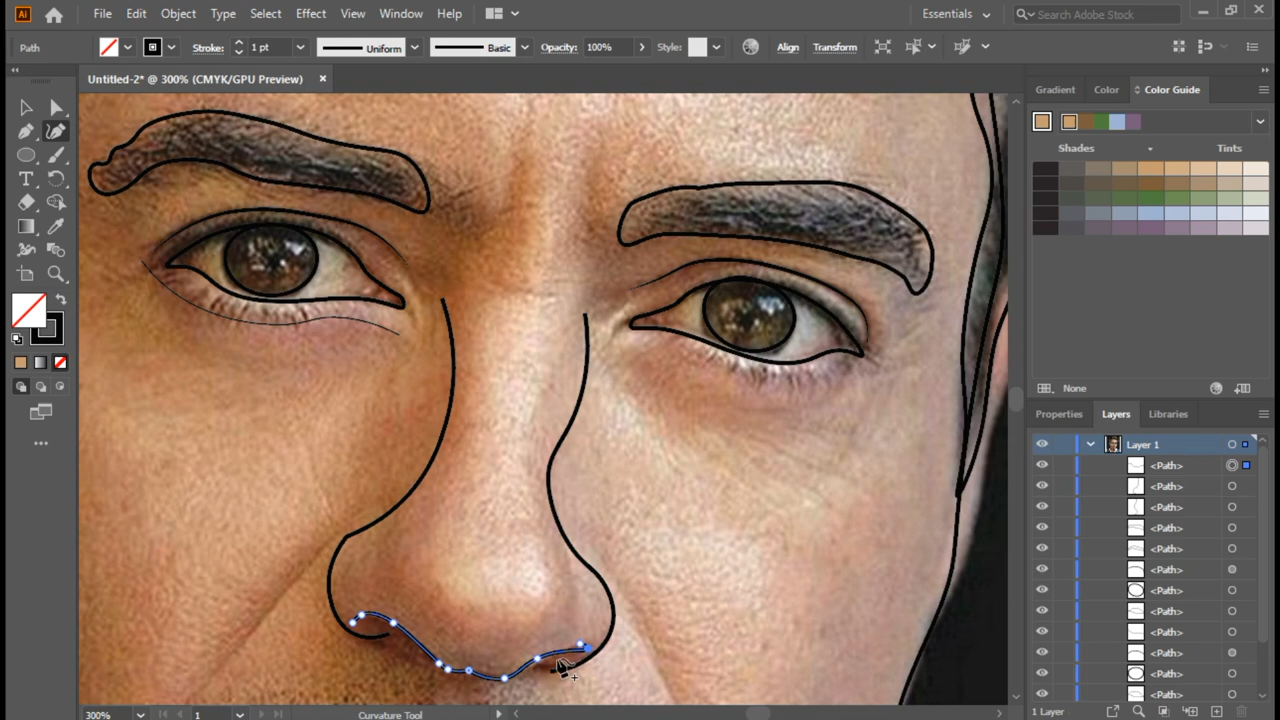 Ai File Edit Object Type Select Effect View Window Help Essentials Search Adobe Stock
Path Stroke: 1 pt Uniform Basic Opacity: 100% Style: Align Transform
Untitled-2* @ 300% (CMYK/GPU Preview) ×
Gradient Color Color Guide
Shades Tints
None
Properties Layers Libraries
Layer 1
<Path>
<Path>
<Path>
<Path>
<Path>
<Path>
<Path>
<Path>
<Path>
<Path>
<Path>
<Path>
1 Layer
300% 1 Curvature Tool